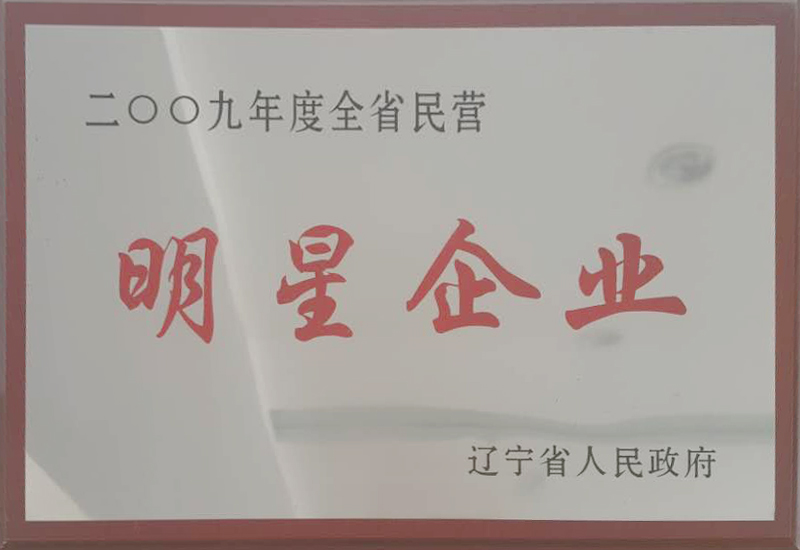 二〇〇九年度全省民营
明星企业
辽宁省人民政府